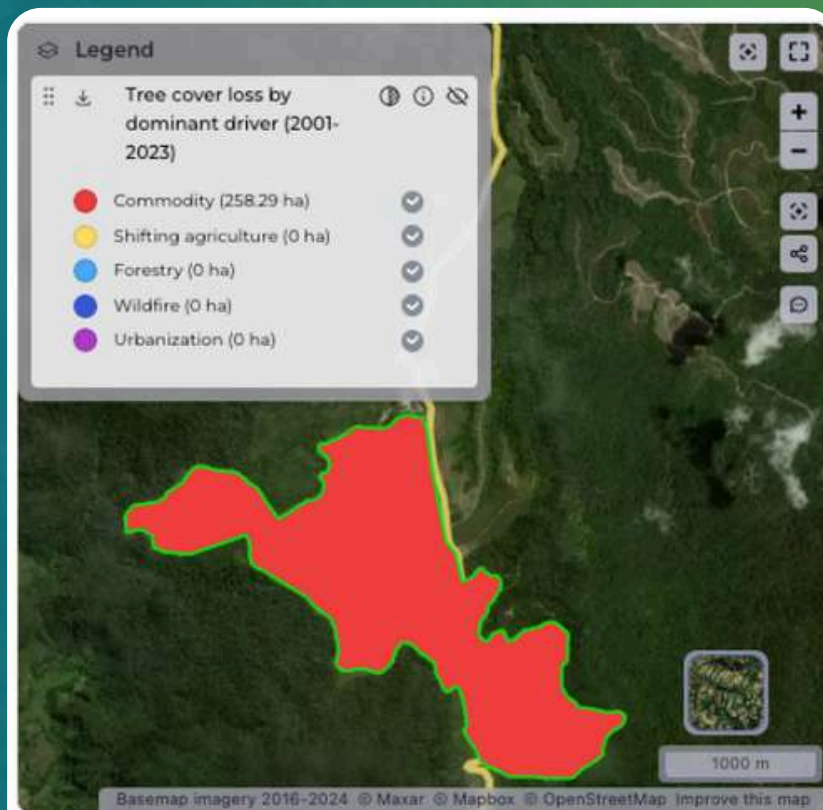 Legend
Tree cover loss by
dominant driver (2001-
2023)
Commodity (258.29 ha)
Shifting agriculture (0 ha)
Forestry (0 ha)
Wildfire (0 ha)
Urbanization (0 ha)
1000 m
Basemap imagery 2016-2024 © Maxar © Mapbox © OpenStreetMap Improve this map